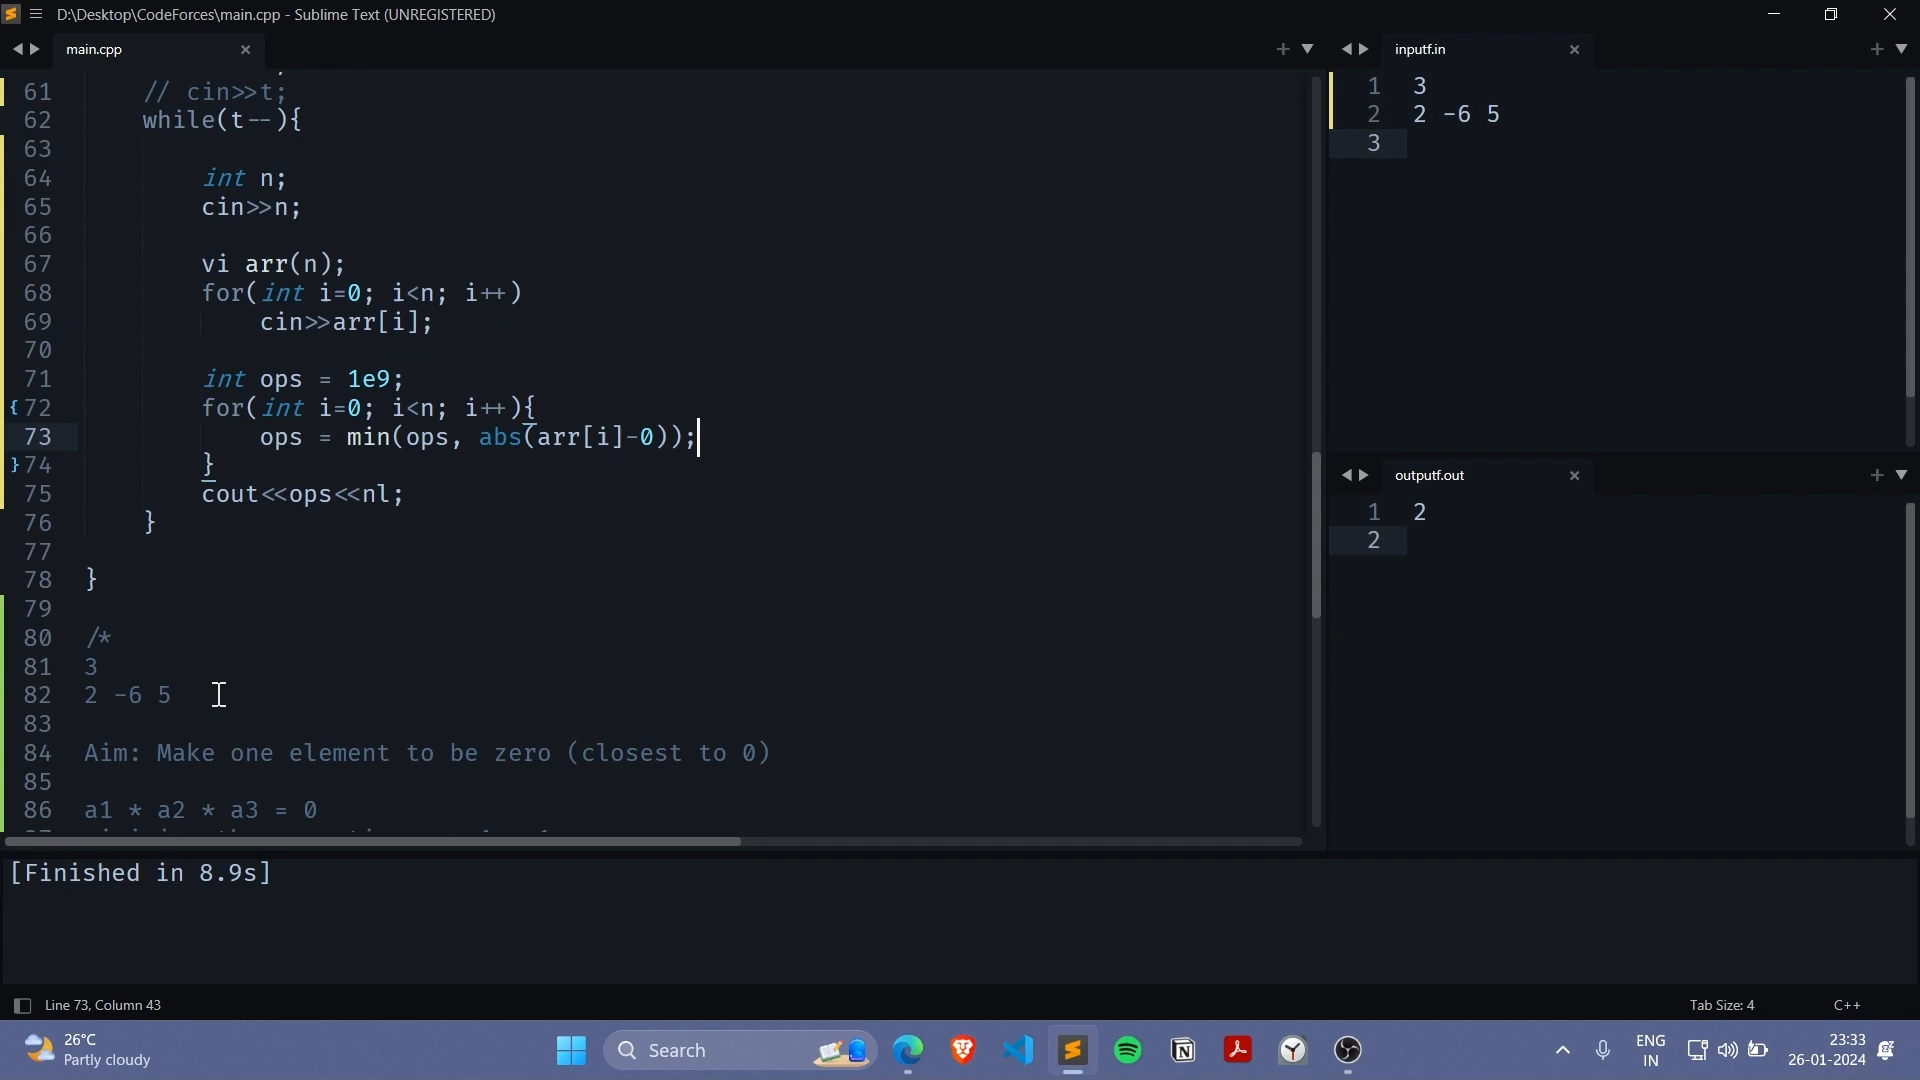 D:\Desktop\CodeForces\main.cpp - Sublime Text (UNREGISTERED)
main.cpp
61 // cin>>t;
62 while(t--){
63
64 int n;
65 cin>>n;
66
67 vi arr(n);
68 for(int i=0; i<n; i++)
69 cin>>arr[i];
70
71 int ops = 1e9;
72 for(int i=0; i<n; i++){
73 ops = min(ops, abs(arr[i]-0));
74 }
75 cout<<ops<<nl;
76 }
77
78 }
79
80 /*
81 3
82 2 -6 5
83
84 Aim: Make one element to be zero (closest to 0)
85
86 a1 * a2 * a3 = 0
inputf.in
1 3
2 2 -6 5
3
outputf.out
1 2
2
[Finished in 8.9s]
Line 73, Column 43
Tab Size: 4
C++
26°C
Partly cloudy
Search
ENG
IN
23:33
26-01-2024